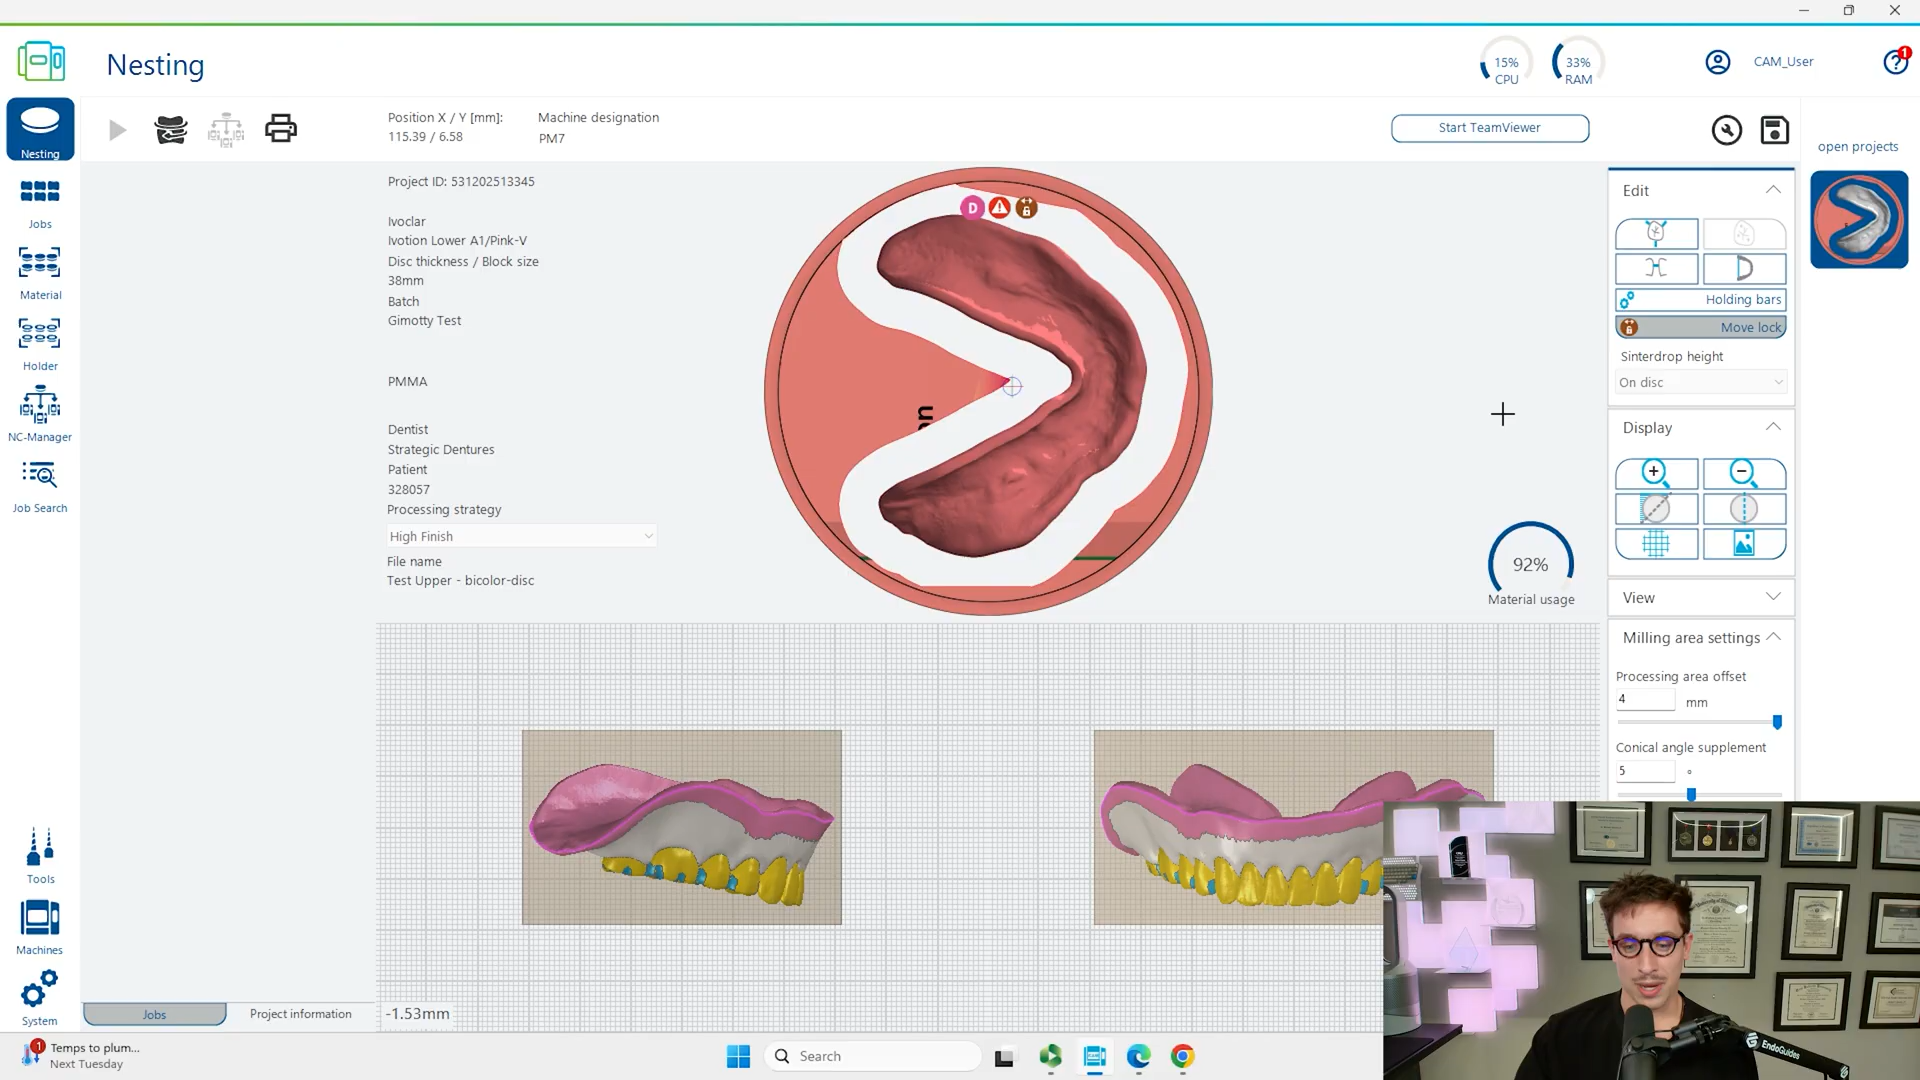 Nesting
15%
CPU
33%
RAM
CAM_User
1
Nesting
Position X / Y [mm]:
115.39 / 6.58
Machine designation
PM7
Start TeamViewer
open projects
Jobs
Material
Holder
NC-Manager
Job Search
Tools
Machines
System
Project ID: 531202513345
Ivoclar
Ivotion Lower A1/Pink-V
Disc thickness / Block size
38mm
Batch
Gimotty Test
PMMA
Dentist
Strategic Dentures
Patient
328057
Processing strategy
High Finish
File name
Test Upper - bicolor-disc
D
on
92%
Material usage
Edit
Holding bars
Move lock
Sinterdrop height
On disc
Display
View
Milling area settings
Processing area offset
4
mm
Conical angle supplement
5
°
Jobs
Project information
-1.53mm
EndoGuides
1
Temps to plum...
Next Tuesday
Search